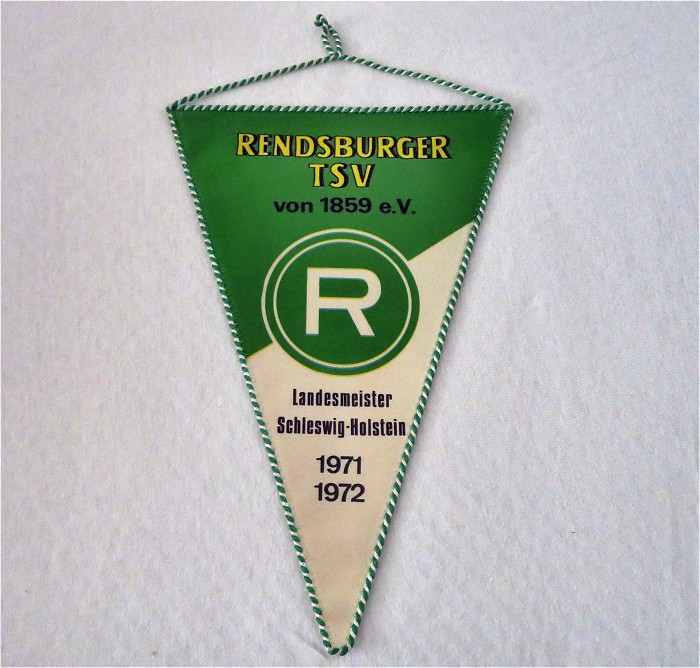 RENDSBURGER
TSV
von 1859 e.V.
R
Landesmeister
Schleswig-Holstein
1971
1972